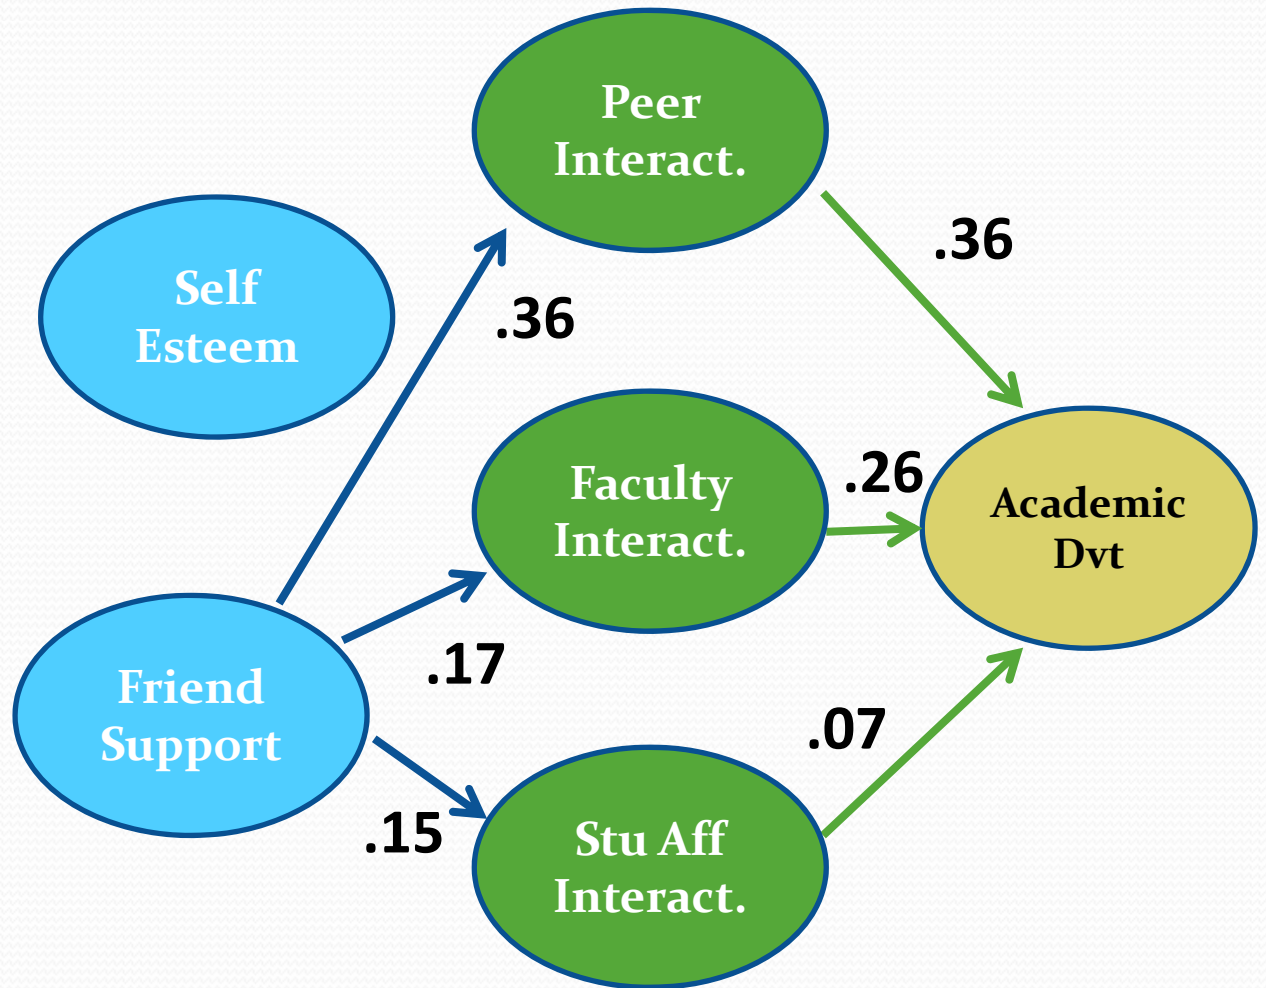 Peer
Interact.
.36
Self
Esteem
.36
Faculty
Interact.
.26
Academic
Dvt
.17
Friend
Support
.07
.15
Stu Aff
Interact.